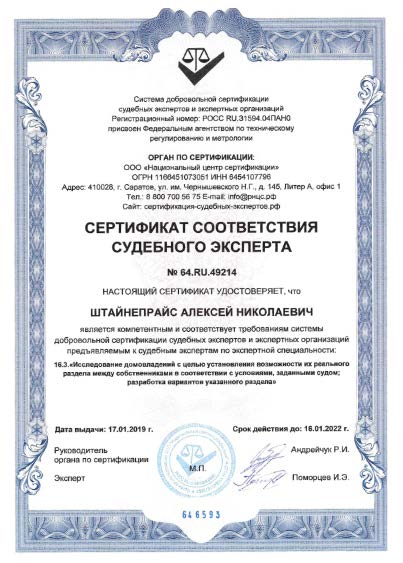 Система добровольной сертификации
судебных экспертов и экспертных организаций
Регистрационный номер: РОСС RU.31594.04ПАН0
присвоен Федеральным агентством по техническому
регулированию и метрологии
ОРГАН ПО СЕРТИФИКАЦИИ:
ООО «Национальный центр сертификации»
ОГРН 1166451073051 ИНН 6454107796
Адрес: 410028, г. Саратов, ул. им. Чернышевского Н.Г., д. 145, Литер А, офис 1
Тел.: 8 800 700 56 75 E-mail: info@рнцс.рф
Сайт: сертификация-судебных-экспертов.рф
СЕРТИФИКАТ СООТВЕТСТВИЯ
СУДЕБНОГО ЭКСПЕРТА
№ 64.RU.49214
НАСТОЯЩИЙ СЕРТИФИКАТ УДОСТОВЕРЯЕТ, что
ШТАЙНЕПРАЙС АЛЕКСЕЙ НИКОЛАЕВИЧ
является компетентным и соответствует требованиям системы
добровольной сертификации судебных экспертов и экспертных организаций
предъявляемым к судебным экспертам по экспертной специальности:
16.3.«Исследование домовладений с целью установления возможности их реального
раздела между собственниками в соответствии с условиями, заданными судом;
разработка вариантов указанного раздела»
Дата выдачи: 17.01.2019 г. Срок действия до: 16.01.2022 г.
Руководитель Андрейчук Р.И.
органа по сертификации
М.П.
Эксперт Поморцев И.Э.
646593